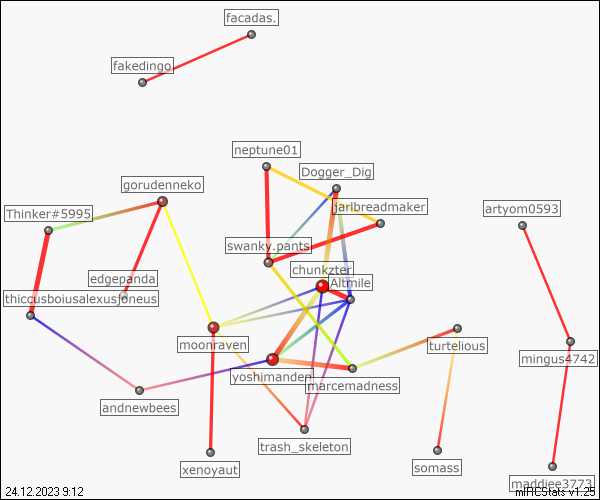 facadas.
fakedingo
neptune01
Dogger_Dig
gorudenneko
jarlbreadmaker
Thinker#5995
artyom0593
swanky.pants
chunkzter
edgepanda
Altmile
thiccusboiusalexusfoneus
moonraven
turtelious
mingus4742
yoshimanden
marcemadness
andnewbees
trash_skeleton
xenoyaut
somass
maddiee3773
24.12.2023 9:12
mIRCStats v1.25